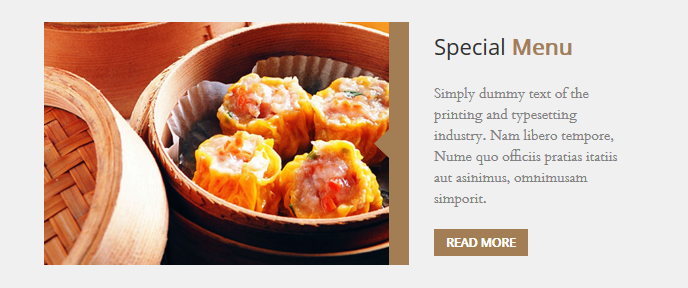 Special Menu
Simply dummy text of the
printing and typesetting
industry. Nam libero tempore,
Nume quo officiis pratias itatiis
aut asinimus, omnimusam
simporit.
READ MORE